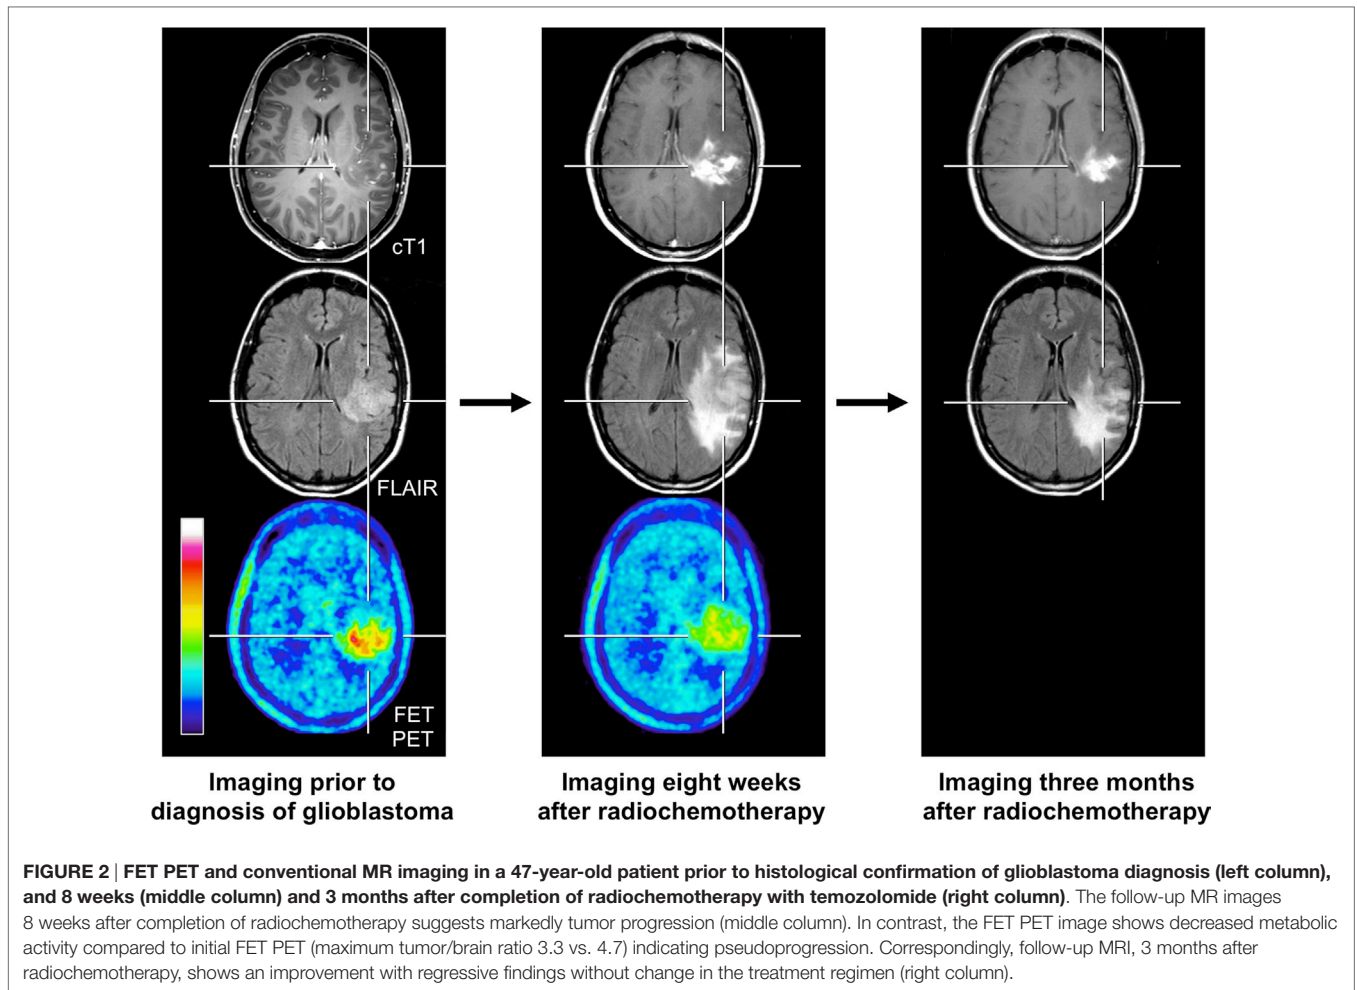 cT1
FLAIR
FET
PET
Imaging prior to
diagnosis of glioblastoma
Imaging eight weeks
after radiochemotherapy
Imaging three months
after radiochemotherapy
FIGURE 2 | FET PET and conventional MR imaging in a 47-year-old patient prior to histological confirmation of glioblastoma diagnosis (left column),
and 8 weeks (middle column) and 3 months after completion of radiochemotherapy with temozolomide (right column). The follow-up MR images
8 weeks after completion of radiochemotherapy suggests markedly tumor progression (middle column). In contrast, the FET PET image shows decreased metabolic
activity compared to initial FET PET (maximum tumor/brain ratio 3.3 vs. 4.7) indicating pseudoprogression. Correspondingly, follow-up MRI, 3 months after
radiochemotherapy, shows an improvement with regressive findings without change in the treatment regimen (right column).